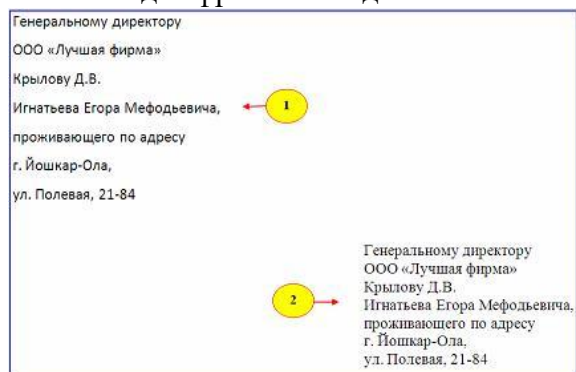 Генеральному директору
ООО «Лучшая фирма»
Крылову Д.В.
Игнатьева Егора Мефодьевича,
1
проживающего по адресу
г. Йошкар-Ола,
ул. Полевая, 21-84
Генеральному директору
ООО «Лучшая фирма»
Крылову Д.В.
2
Игнатьева Егора Мефодьевича,
проживающего по адресу
г. Йошкар-Ола,
ул. Полевая, 21-84